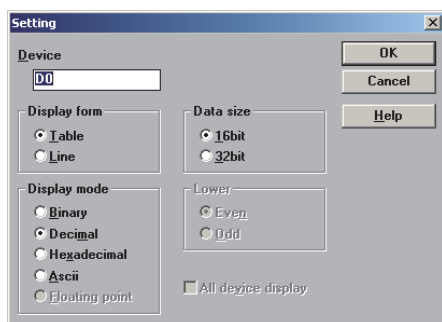 Setting
Device
D0
OK
Cancel
Help
Display form
Table
Line
Data size
16bit
32bit
Display mode
Binary
Decimal
Hexadecimal
Ascii
Floating point
Lower
Even
Odd
All device display